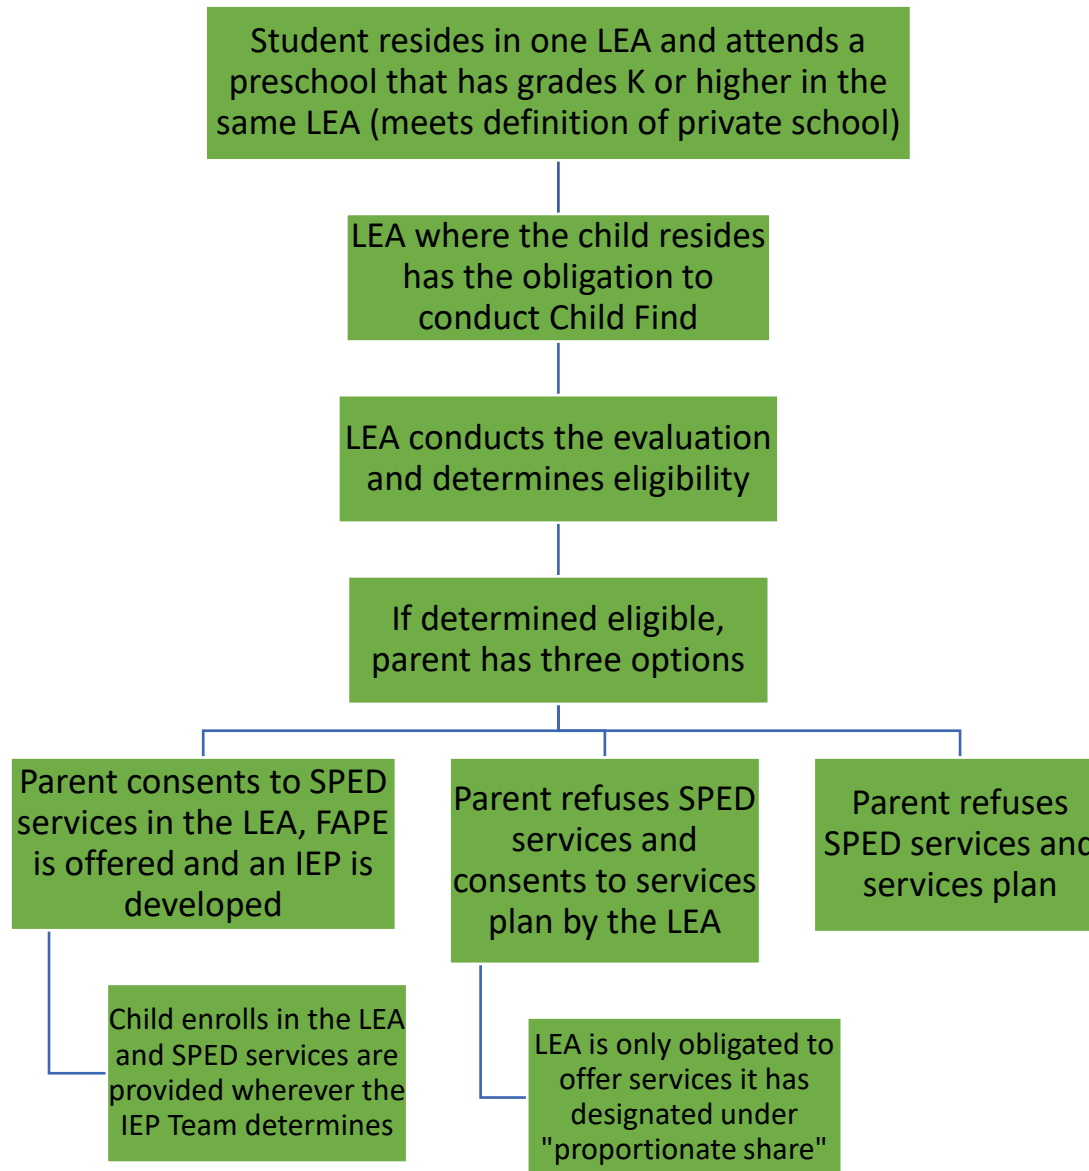 Student resides in one LEA and attends a
preschool that has grades K or higher in the
same LEA (meets definition of private school)
LEA where the child resides
has the obligation to
conduct Child Find
LEA conducts the evaluation
and determines eligibility
If determined eligible,
parent has three options
Parent consents to SPED
services in the LEA, FAPE
is offered and an IEP is
developed
Child enrolls in the LEA
and SPED services are
provided wherever the
IEP Team determines
Parent refuses SPED
services and
consents to services
plan by the LEA
LEA is only obligated to
offer services it has
designated under
"proportionate share"
Parent refuses
SPED services and
services plan